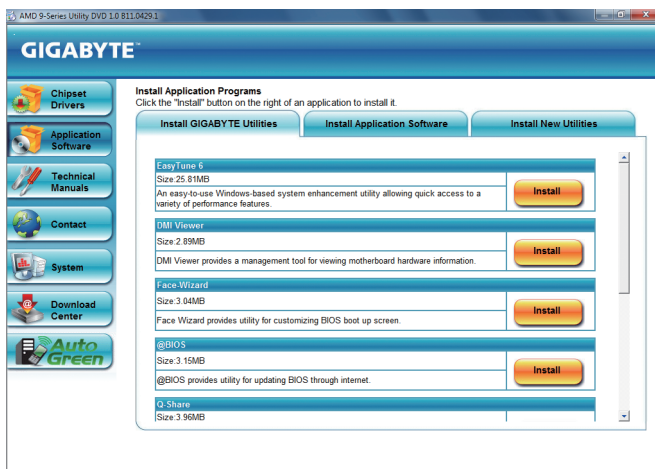 AMD 9-Series Utility DVD 1.0 B11.0429.1
GIGABYTE™
Chipset
Drivers
Application
Software
Technical
Manuals
Contact
System
Download
Center
Auto
Green
Install Application Programs
Click the "Install" button on the right of an application to install it.
Install GIGABYTE Utilities
Install Application Software
Install New Utilities
EasyTune 6
Size:25.81MB
An easy-to-use Windows-based system enhancement utility allowing quick access to a
variety of performance features.
Install
DMI Viewer
Size:2.89MB
DMI Viewer provides a management tool for viewing motherboard hardware information.
Install
Face-Wizard
Size:3.04MB
Face Wizard provides utility for customizing BIOS boot up screen.
Install
@BIOS
Size:3.15MB
@BIOS provides utility for updating BIOS through internet.
Install
Q-Share
Size:3.96MB